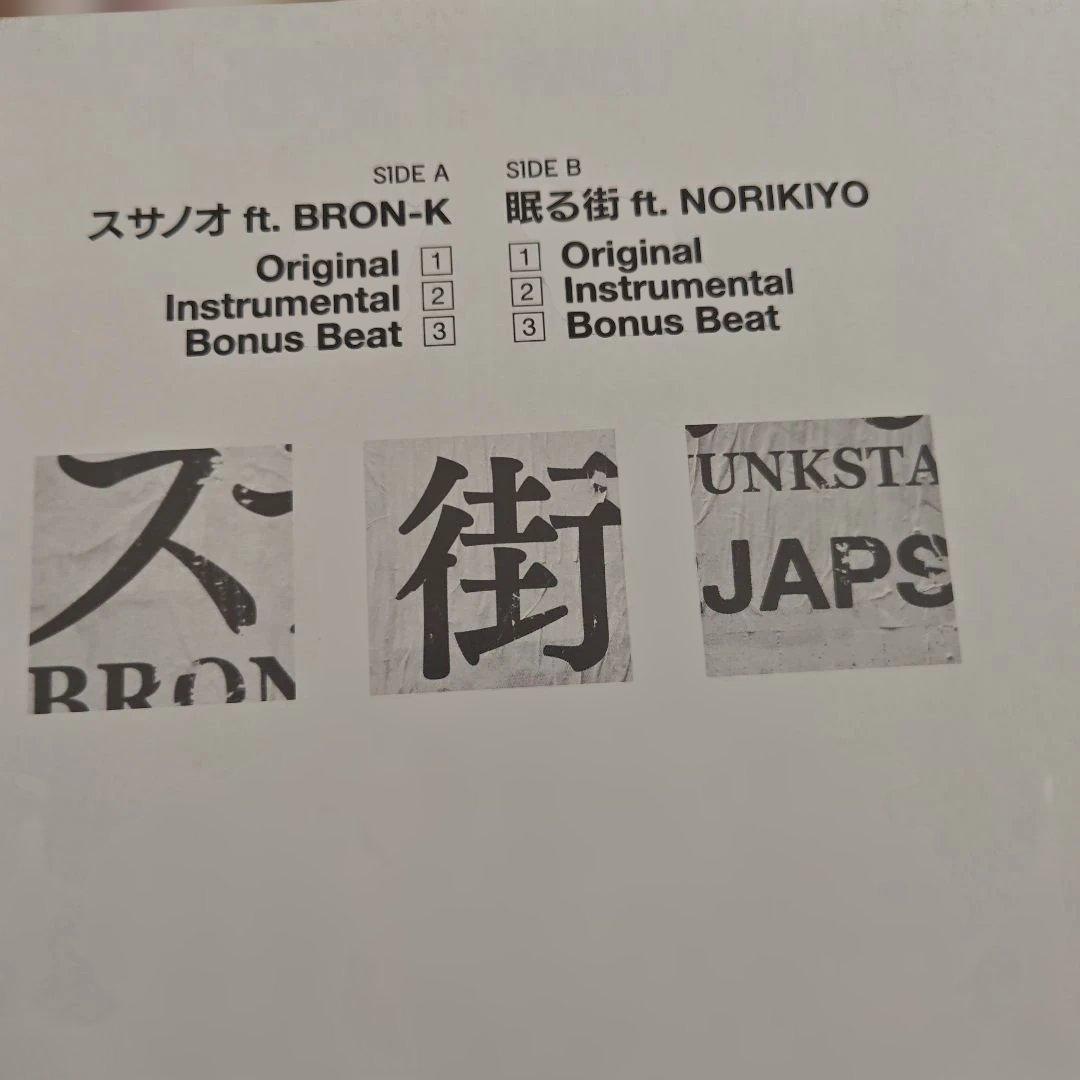 SIDE A
スサノオ ft. BRON-K
Original 1
Instrumental 2
Bonus Beat 3
SIDE B
眠る街 ft. NORIKIYO
1 Original
2 Instrumental
3 Bonus Beat
ス
BRON
街
UNKSTA
JAPS